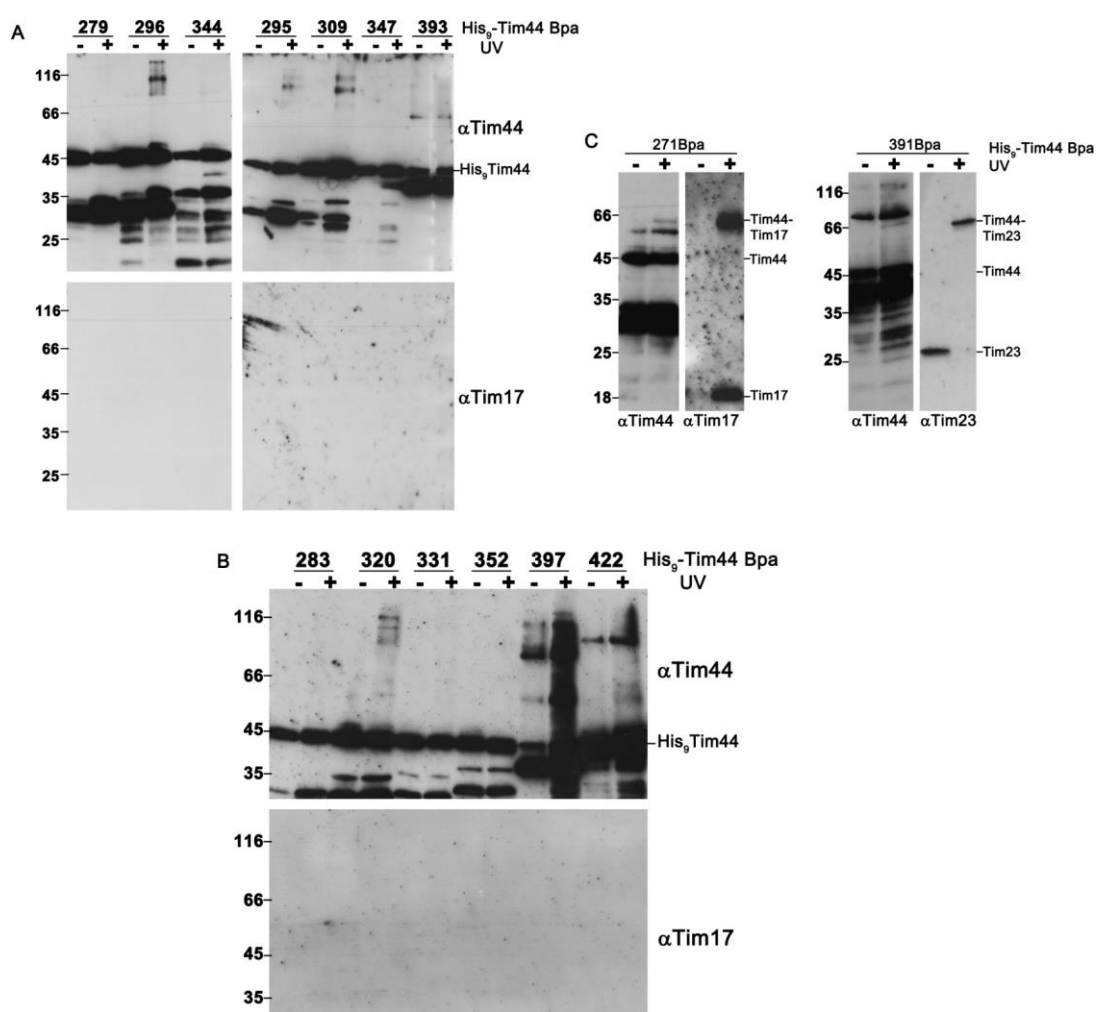 A
279 296 344 295 309 347 393 His9-Tim44 Bpa
- + - + - + - + - + - + - + UV
116
66
45
35
25
αTim44
His9Tim44
116
66
45
35
25
αTim17
C
271Bpa 391Bpa His9-Tim44 Bpa
- + - + - + - + UV
66
45
35
25
18
Tim44-
Tim17
Tim44
Tim17
αTim44 αTim17
116
66
45
35
25
Tim44-
Tim23
Tim44
Tim23
αTim44 αTim23
B
283 320 331 352 397 422 His9-Tim44 Bpa
- + - + - + - + - + - + UV
116
66
45
35
αTim44
His9Tim44
116
66
45
35
αTim17